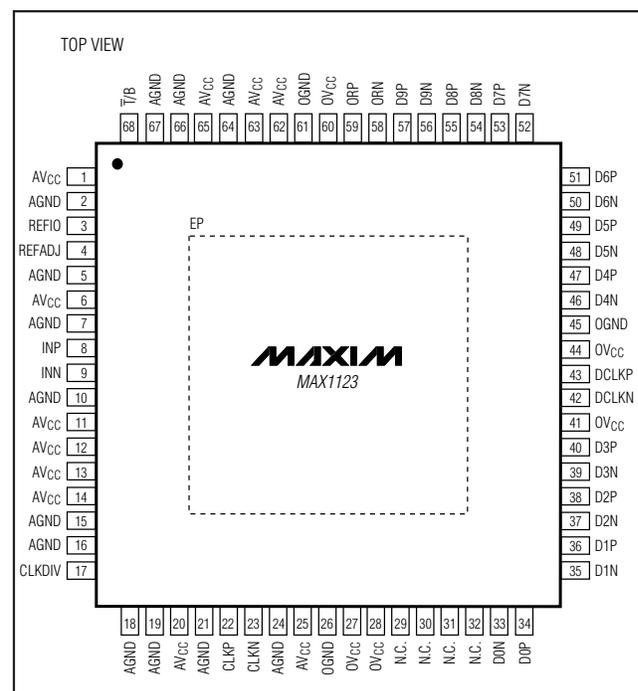 TOP VIEW
T̅/B
AGND
AGND
AVCC
AGND
AVCC
AVCC
OGND
OVCC
ORP
ORN
D9P
D9N
D8P
D8N
D7P
D7N
68 67 66 65 64 63 62 61 60 59 58 57 56 55 54 53 52
AVCC 1
AGND 2
REFIO 3
REFADJ 4
AGND 5
AVCC 6
AGND 7
INP 8
INN 9
AGND 10
AVCC 11
AVCC 12
AVCC 13
AVCC 14
AGND 15
AGND 16
CLKDIV 17
EP
MAXIM
MAX1123
51 D6P
50 D6N
49 D5P
48 D5N
47 D4P
46 D4N
45 OGND
44 OVCC
43 DCLKP
42 DCLKN
41 OVCC
40 D3P
39 D3N
38 D2P
37 D2N
36 D1P
35 D1N
18 19 20 21 22 23 24 25 26 27 28 29 30 31 32 33 34
AGND
AGND
AVCC
AGND
CLKP
CLKN
AGND
AVCC
OGND
OVCC
OVCC
N.C.
N.C.
N.C.
N.C.
D0N
D0P